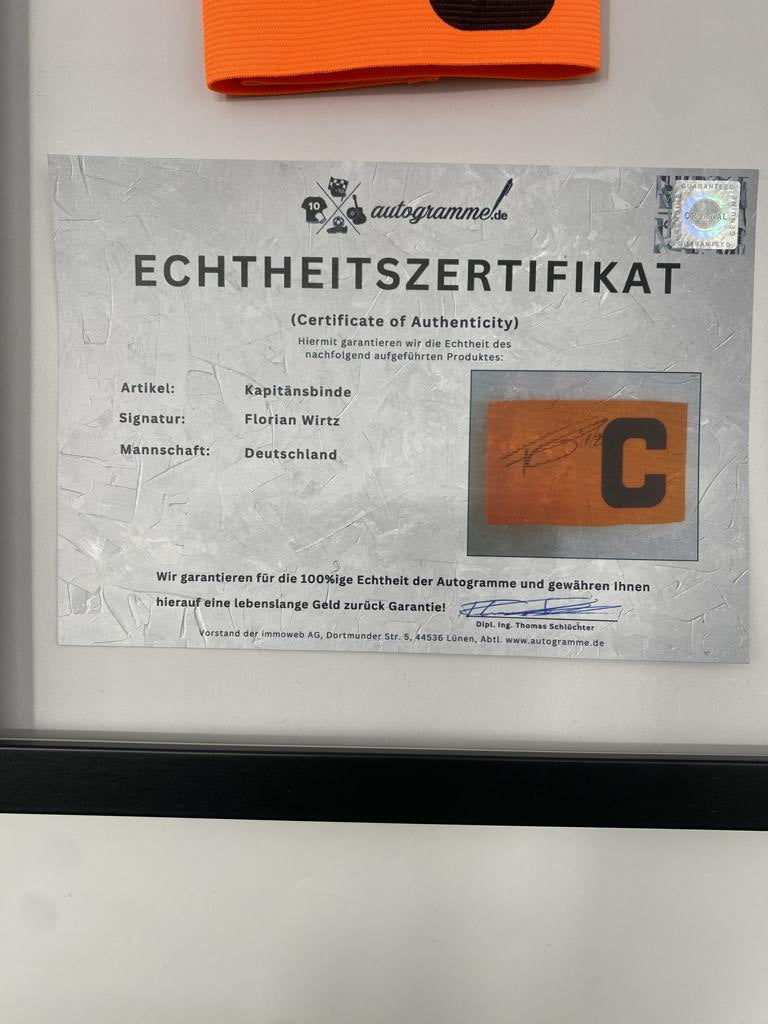 10
autogramme.de
GUARANTEED
GENUINE
ORIGINAL
GENUINE
GUARANTEED
ECHTHEITSZERTIFIKAT
(Certificate of Authenticity)
Hiermit garantieren wir die Echtheit des
nachfolgend aufgeführten Produktes:
Artikel: Kapitänsbinde
Signatur: Florian Wirtz
Mannschaft: Deutschland
C
Wir garantieren für die 100%ige Echtheit der Autogramme und gewähren Ihnen
hierauf eine lebenslange Geld zurück Garantie!
Dipl. Ing. Thomas Schlüchter
Vorstand der immoweb AG, Dortmunder Str. 5, 44536 Lünen, Abtl. www.autogramme.de